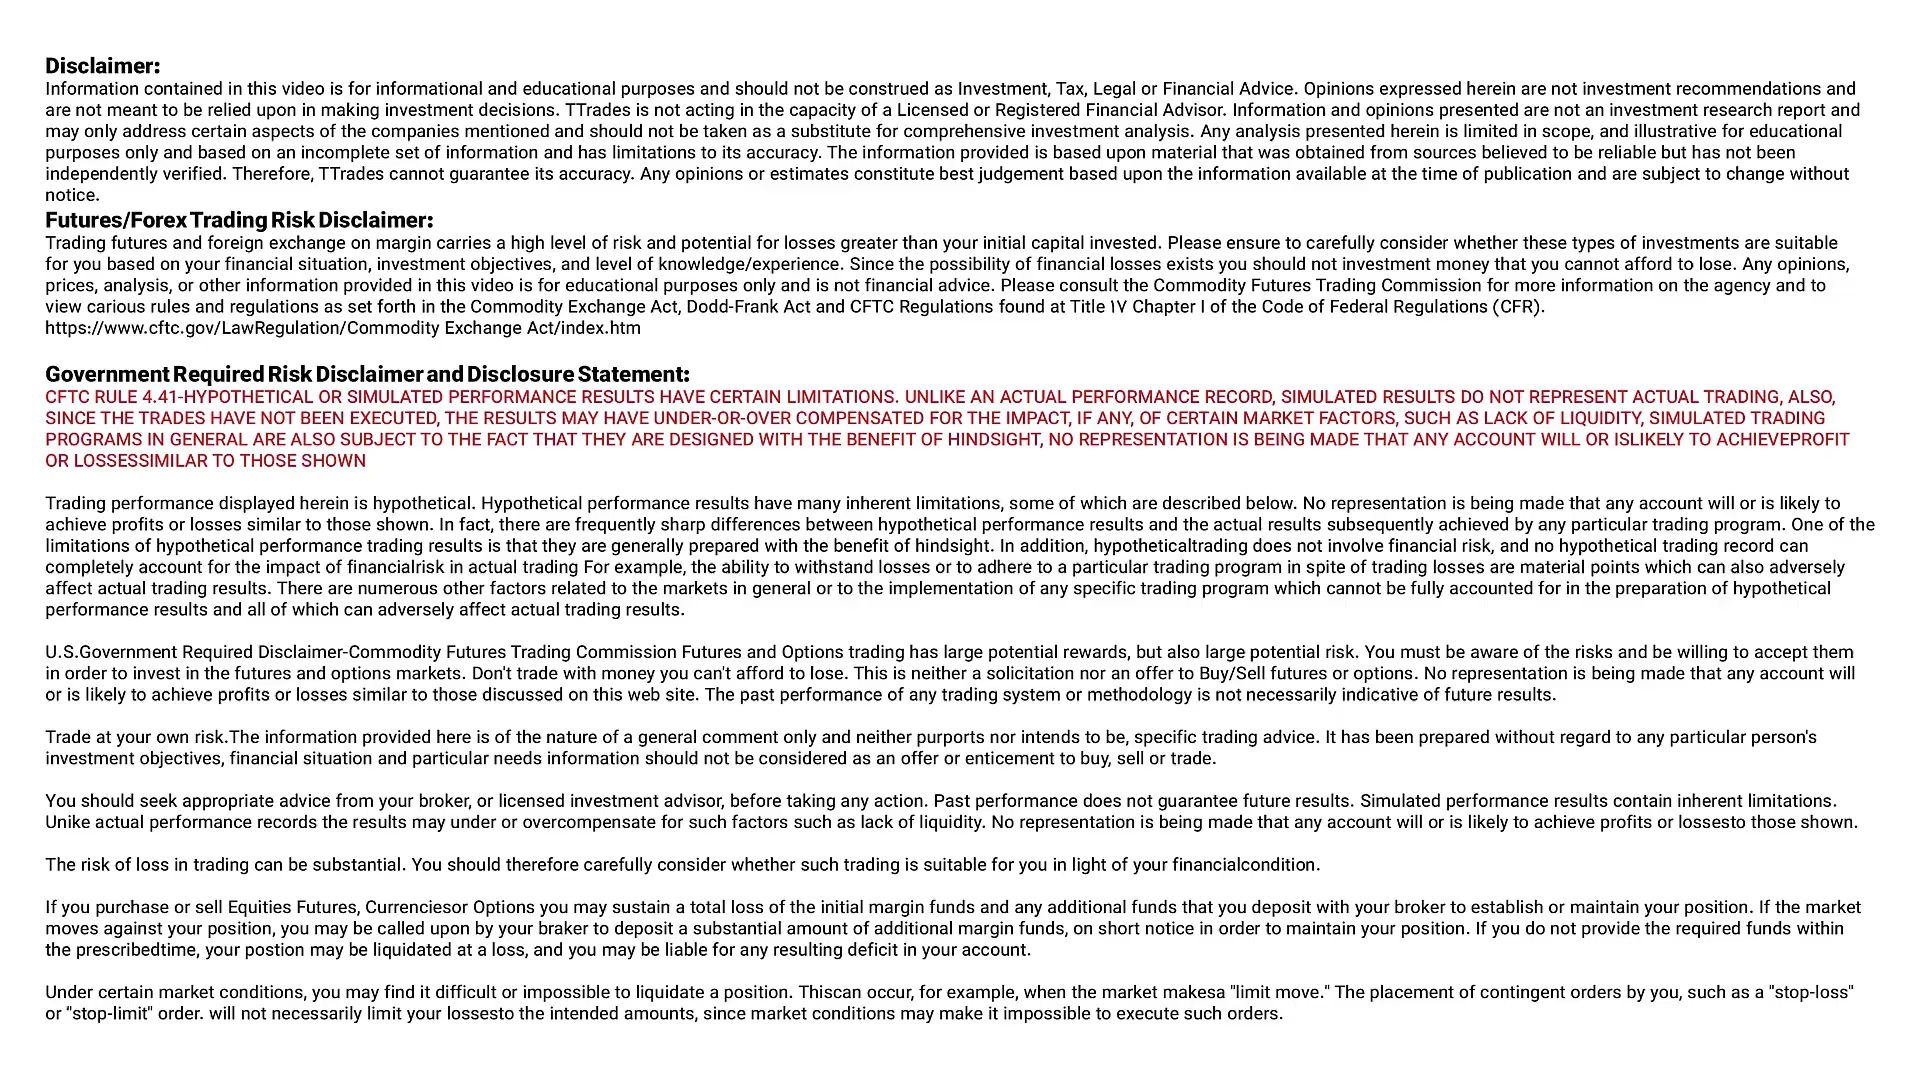 Disclaimer:
Information contained in this video is for informational and educational purposes and should not be construed as Investment, Tax, Legal or Financial Advice. Opinions expressed herein are not investment recommendations and
are not meant to be relied upon in making investment decisions. TTrades is not acting in the capacity of a Licensed or Registered Financial Advisor. Information and opinions presented are not an investment research report and
may only address certain aspects of the companies mentioned and should not be taken as a substitute for comprehensive investment analysis. Any analysis presented herein is limited in scope, and illustrative for educational
purposes only and based on an incomplete set of information and has limitations to its accuracy. The information provided is based upon material that was obtained from sources believed to be reliable but has not been
independently verified. Therefore, TTrades cannot guarantee its accuracy. Any opinions or estimates constitute best judgement based upon the information available at the time of publication and are subject to change without
notice.
Futures/Forex Trading Risk Disclaimer:
Trading futures and foreign exchange on margin carries a high level of risk and potential for losses greater than your initial capital invested. Please ensure to carefully consider whether these types of investments are suitable
for you based on your financial situation, investment objectives, and level of knowledge/experience. Since the possibility of financial losses exists you should not investment money that you cannot afford to lose. Any opinions,
prices, analysis, or other information provided in this video is for educational purposes only and is not financial advice. Please consult the Commodity Futures Trading Commission for more information on the agency and to
view carious rules and regulations as set forth in the Commodity Exchange Act, Dodd-Frank Act and CFTC Regulations found at Title ۱۷ Chapter I of the Code of Federal Regulations (CFR).
https://www.cftc.gov/LawRegulation/Commodity Exchange Act/index.htm
Government Required Risk Disclaimer and Disclosure Statement:
CFTC RULE 4.41-HYPOTHETICAL OR SIMULATED PERFORMANCE RESULTS HAVE CERTAIN LIMITATIONS. UNLIKE AN ACTUAL PERFORMANCE RECORD, SIMULATED RESULTS DO NOT REPRESENT ACTUAL TRADING, ALSO,
SINCE THE TRADES HAVE NOT BEEN EXECUTED, THE RESULTS MAY HAVE UNDER-OR-OVER COMPENSATED FOR THE IMPACT, IF ANY, OF CERTAIN MARKET FACTORS, SUCH AS LACK OF LIQUIDITY, SIMULATED TRADING
PROGRAMS IN GENERAL ARE ALSO SUBJECT TO THE FACT THAT THEY ARE DESIGNED WITH THE BENEFIT OF HINDSIGHT, NO REPRESENTATION IS BEING MADE THAT ANY ACCOUNT WILL OR ISLIKELY TO ACHIEVEPROFIT
OR LOSSESSIMILAR TO THOSE SHOWN
Trading performance displayed herein is hypothetical. Hypothetical performance results have many inherent limitations, some of which are described below. No representation is being made that any account will or is likely to
achieve profits or losses similar to those shown. In fact, there are frequently sharp differences between hypothetical performance results and the actual results subsequently achieved by any particular trading program. One of the
limitations of hypothetical performance trading results is that they are generally prepared with the benefit of hindsight. In addition, hypotheticaltrading does not involve financial risk, and no hypothetical trading record can
completely account for the impact of financialrisk in actual trading For example, the ability to withstand losses or to adhere to a particular trading program in spite of trading losses are material points which can also adversely
affect actual trading results. There are numerous other factors related to the markets in general or to the implementation of any specific trading program which cannot be fully accounted for in the preparation of hypothetical
performance results and all of which can adversely affect actual trading results.
U.S.Government Required Disclaimer-Commodity Futures Trading Commission Futures and Options trading has large potential rewards, but also large potential risk. You must be aware of the risks and be willing to accept them
in order to invest in the futures and options markets. Don't trade with money you can't afford to lose. This is neither a solicitation nor an offer to Buy/Sell futures or options. No representation is being made that any account will
or is likely to achieve profits or losses similar to those discussed on this web site. The past performance of any trading system or methodology is not necessarily indicative of future results.
Trade at your own risk.The information provided here is of the nature of a general comment only and neither purports nor intends to be, specific trading advice. It has been prepared without regard to any particular person's
investment objectives, financial situation and particular needs information should not be considered as an offer or enticement to buy, sell or trade.
You should seek appropriate advice from your broker, or licensed investment advisor, before taking any action. Past performance does not guarantee future results. Simulated performance results contain inherent limitations.
Unike actual performance records the results may under or overcompensate for such factors such as lack of liquidity. No representation is being made that any account will or is likely to achieve profits or lossesto those shown.
The risk of loss in trading can be substantial. You should therefore carefully consider whether such trading is suitable for you in light of your financialcondition.
If you purchase or sell Equities Futures, Currenciesor Options you may sustain a total loss of the initial margin funds and any additional funds that you deposit with your broker to establish or maintain your position. If the market
moves against your position, you may be called upon by your braker to deposit a substantial amount of additional margin funds, on short notice in order to maintain your position. If you do not provide the required funds within
the prescribedtime, your postion may be liquidated at a loss, and you may be liable for any resulting deficit in your account.
Under certain market conditions, you may find it difficult or impossible to liquidate a position. Thiscan occur, for example, when the market makesa "limit move." The placement of contingent orders by you, such as a "stop-loss"
or "stop-limit" order. will not necessarily limit your lossesto the intended amounts, since market conditions may make it impossible to execute such orders.